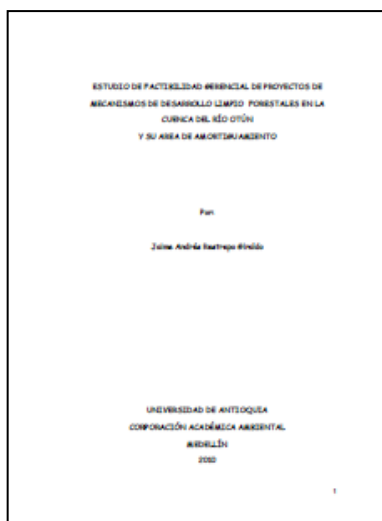 ESTUDIO DE FACTIBILIDAD GERENCIAL DE PROYECTOS DE
MECANISMOS DE DESARROLLO LIMPIO FORESTALES EN LA
CUENCA DEL RÍO OTÚN
Y SU AREA DE AMORTIGUAMIENTO
Por:
Jaime Andrés Restrepo Giraldo
UNIVERSIDAD DE ANTIOQUIA
CORPORACIÓN ACADÉMICA AMBIENTAL
MEDELLÍN
2010
1